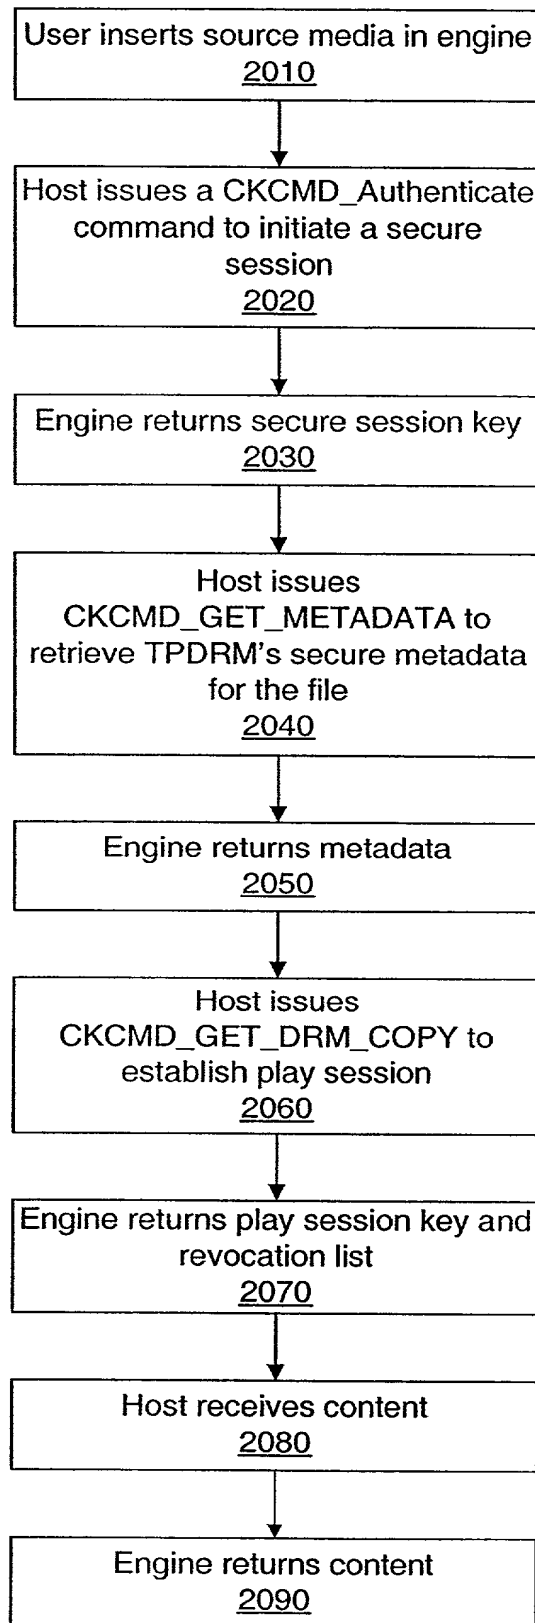 User inserts source media in engine
2010
Host issues a CKCMD_Authenticate
command to initiate a secure
session
2020
Engine returns secure session key
2030
Host issues
CKCMD_GET_METADATA to
retrieve TPDRM's secure metadata
for the file
2040
Engine returns metadata
2050
Host issues
CKCMD_GET_DRM_COPY to
establish play session
2060
Engine returns play session key and
revocation list
2070
Host receives content
2080
Engine returns content
2090